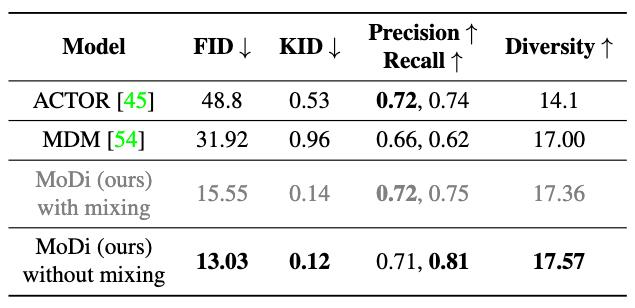 Model FID ↓ KID ↓ Precision ↑ Recall ↑ Diversity ↑
ACTOR [45] 48.8 0.53 0.72, 0.74 14.1
MDM [54] 31.92 0.96 0.66, 0.62 17.00
MoDi (ours) with mixing 15.55 0.14 0.72, 0.75 17.36
MoDi (ours) without mixing 13.03 0.12 0.71, 0.81 17.57